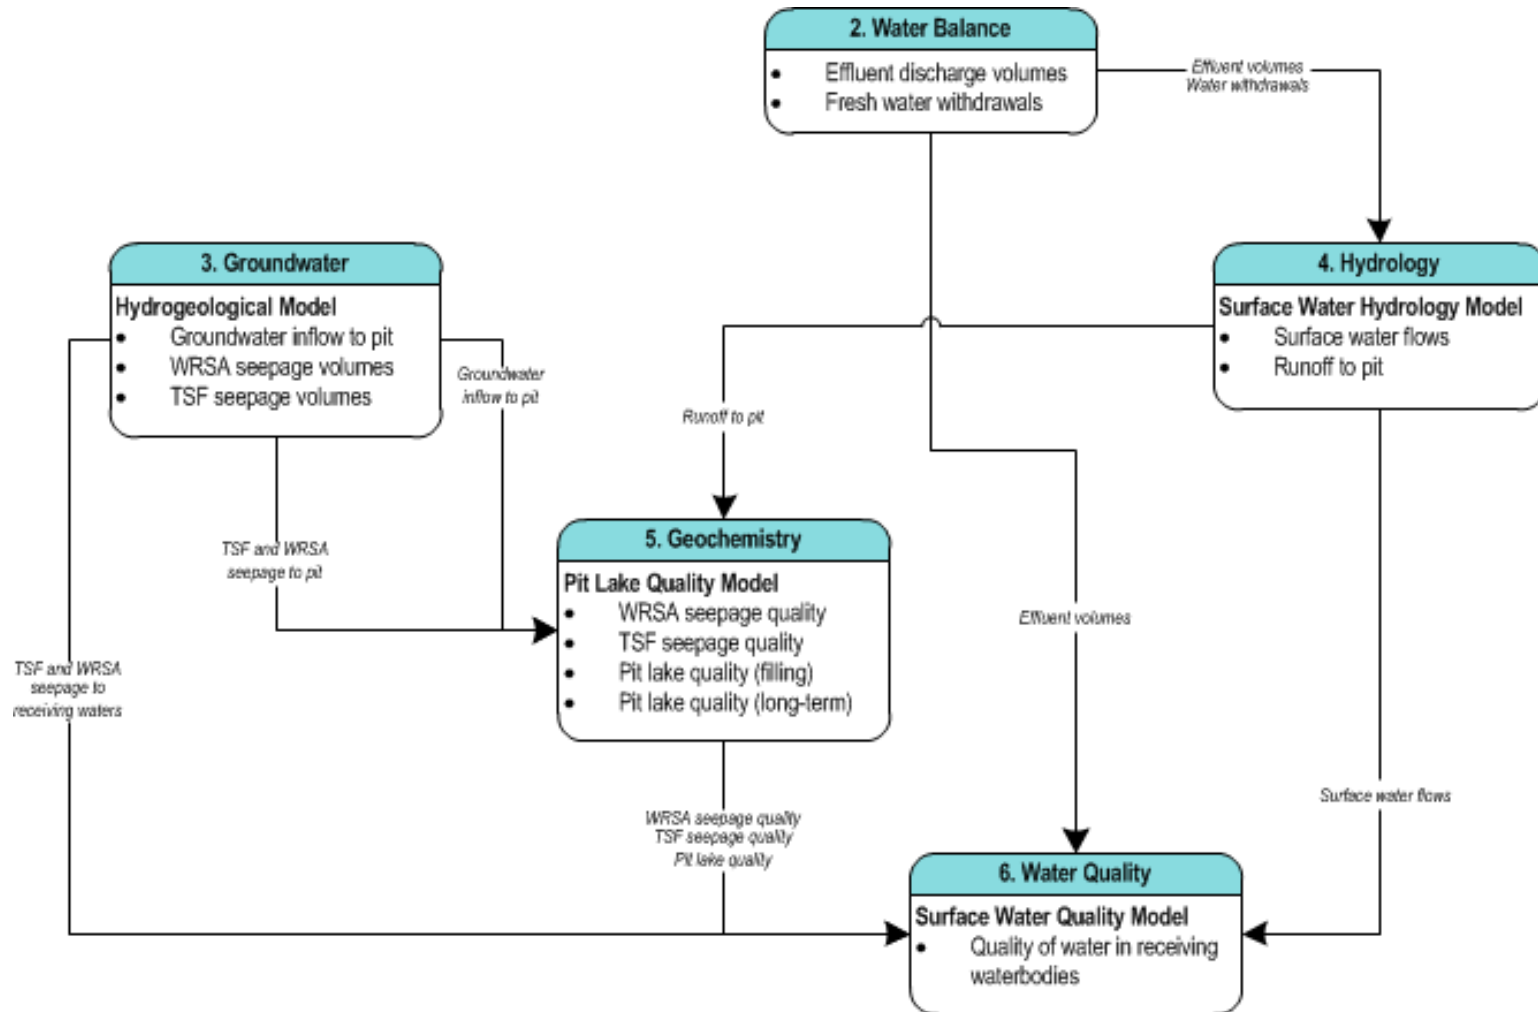 2. Water Balance
• Effluent discharge volumes
• Fresh water withdrawals
Effluent volumes
Water withdrawals
3. Groundwater
Hydrogeological Model
• Groundwater inflow to pit
• WRSA seepage volumes
• TSF seepage volumes
4. Hydrology
Surface Water Hydrology Model
• Surface water flows
• Runoff to pit
Groundwater
inflow to pit
Runoff to pit
TSF and WRSA
seepage to pit
5. Geochemistry
Pit Lake Quality Model
• WRSA seepage quality
• TSF seepage quality
• Pit lake quality (filling)
• Pit lake quality (long-term)
Effluent volumes
TSF and WRSA
seepage to
receiving waters
Surface water flows
WRSA seepage quality
TSF seepage quality
Pit lake quality
6. Water Quality
Surface Water Quality Model
• Quality of water in receiving
waterbodies